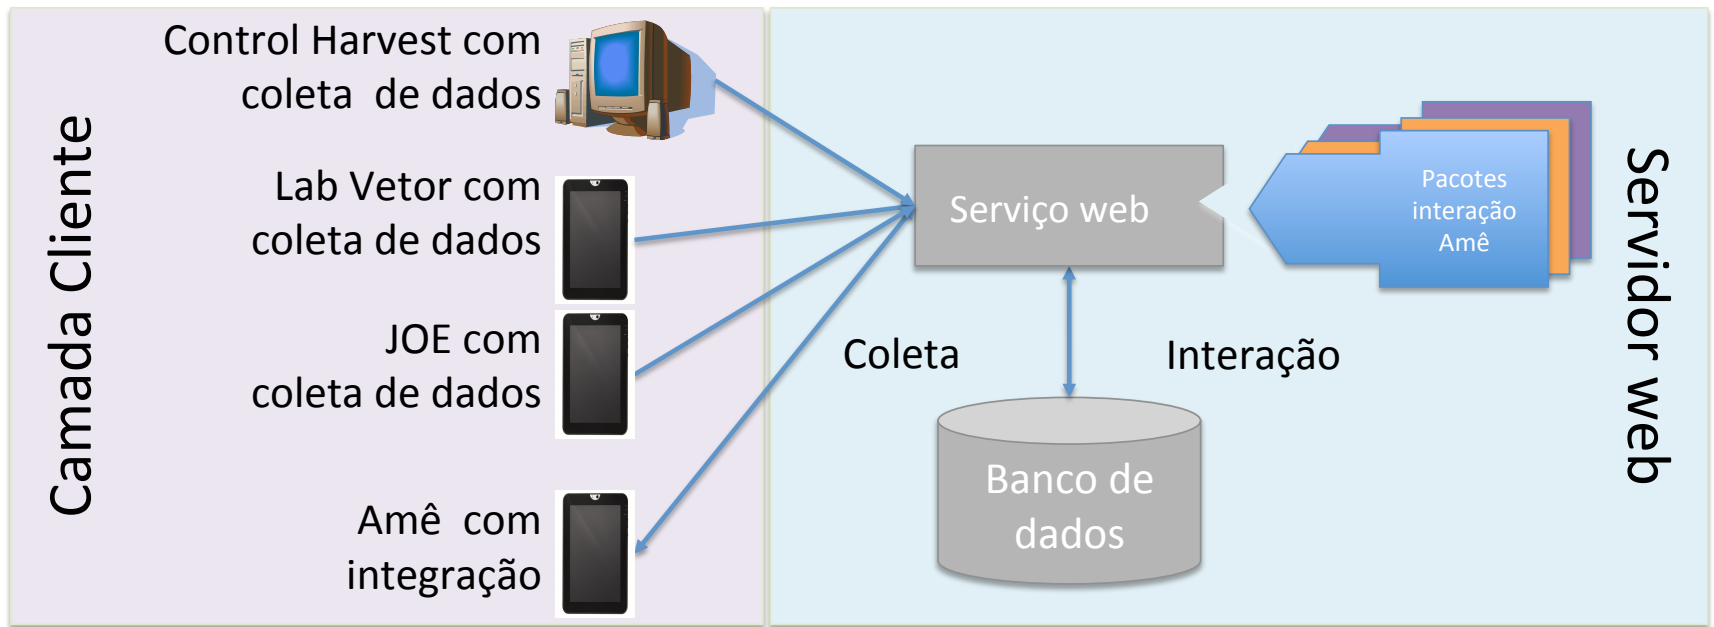 Camada Cliente
Control Harvest com
coleta de dados
Lab Vetor com
coleta de dados
JOE com
coleta de dados
Amê com
integração
Serviço web
Pacotes
interação
Amê
Coleta
Interação
Banco de
dados
Servidor web